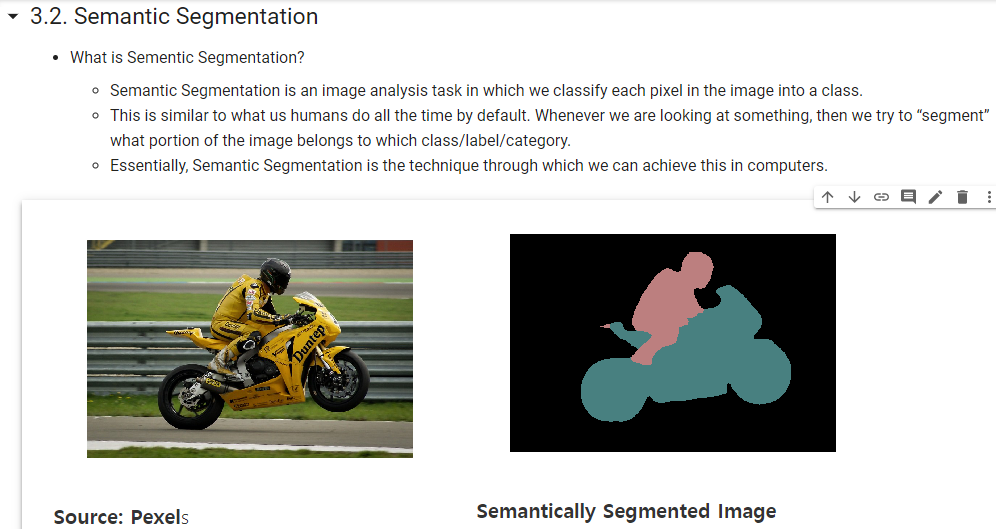 3.2. Semantic Segmentation
What is Sementic Segmentation?
Semantic Segmentation is an image analysis task in which we classify each pixel in the image into a class.
This is similar to what us humans do all the time by default. Whenever we are looking at something, then we try to “segment”
what portion of the image belongs to which class/label/category.
Essentially, Semantic Segmentation is the technique through which we can achieve this in computers.
Dunlop
Source: Pexels
Semantically Segmented Image